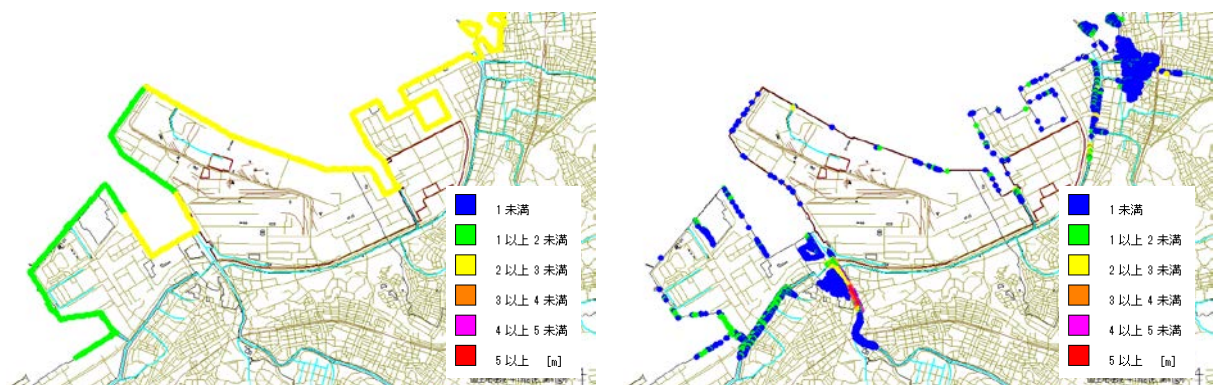 1 未満
1 以上 2 未満
2 以上 3 未満
3 以上 4 未満
4 以上 5 未満
5 以上 [m]
1 未満
1 以上 2 未満
2 以上 3 未満
3 以上 4 未満
4 以上 5 未満
5 以上 [m]